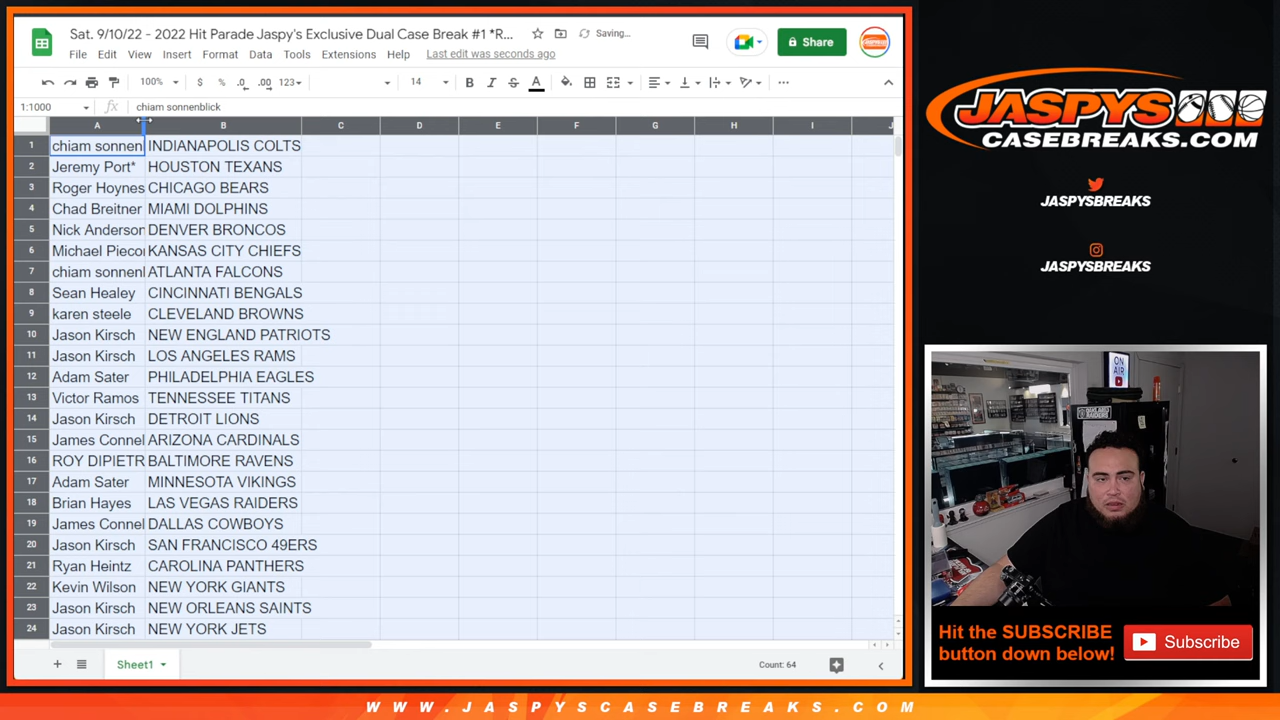 Sat. 9/10/22 - 2022 Hit Parade Jaspy's Exclusive Dual Case Break #1 *R...
Saving...
File Edit View Insert Format Data Tools Extensions Help Last edit was seconds ago
Share
100% $ % .0 .00 123 14 B I S A
1:1000 fx chiam sonnenblick
A B C D E F G H I J
1 chiam sonnen INDIANAPOLIS COLTS
2 Jeremy Port* HOUSTON TEXANS
3 Roger Hoynes CHICAGO BEARS
4 Chad Breitner MIAMI DOLPHINS
5 Nick Anderson DENVER BRONCOS
6 Michael Piecor KANSAS CITY CHIEFS
7 chiam sonnenl ATLANTA FALCONS
8 Sean Healey CINCINNATI BENGALS
9 karen steele CLEVELAND BROWNS
10 Jason Kirsch NEW ENGLAND PATRIOTS
11 Jason Kirsch LOS ANGELES RAMS
12 Adam Sater PHILADELPHIA EAGLES
13 Victor Ramos TENNESSEE TITANS
14 Jason Kirsch DETROIT LIONS
15 James Connel ARIZONA CARDINALS
16 ROY DIPIETR BALTIMORE RAVENS
17 Adam Sater MINNESOTA VIKINGS
18 Brian Hayes LAS VEGAS RAIDERS
19 James Connel DALLAS COWBOYS
20 Jason Kirsch SAN FRANCISCO 49ERS
21 Ryan Heintz CAROLINA PANTHERS
22 Kevin Wilson NEW YORK GIANTS
23 Jason Kirsch NEW ORLEANS SAINTS
24 Jason Kirsch NEW YORK JETS
Sheet1
Count: 64
JASPYS
CASEBREAKS.COM
JASPYSBREAKS
JASPYSBREAKS
ON
AIR
Hit the SUBSCRIBE
button down below!
Subscribe
WWW.JASPYSCASEBREAKS.COM